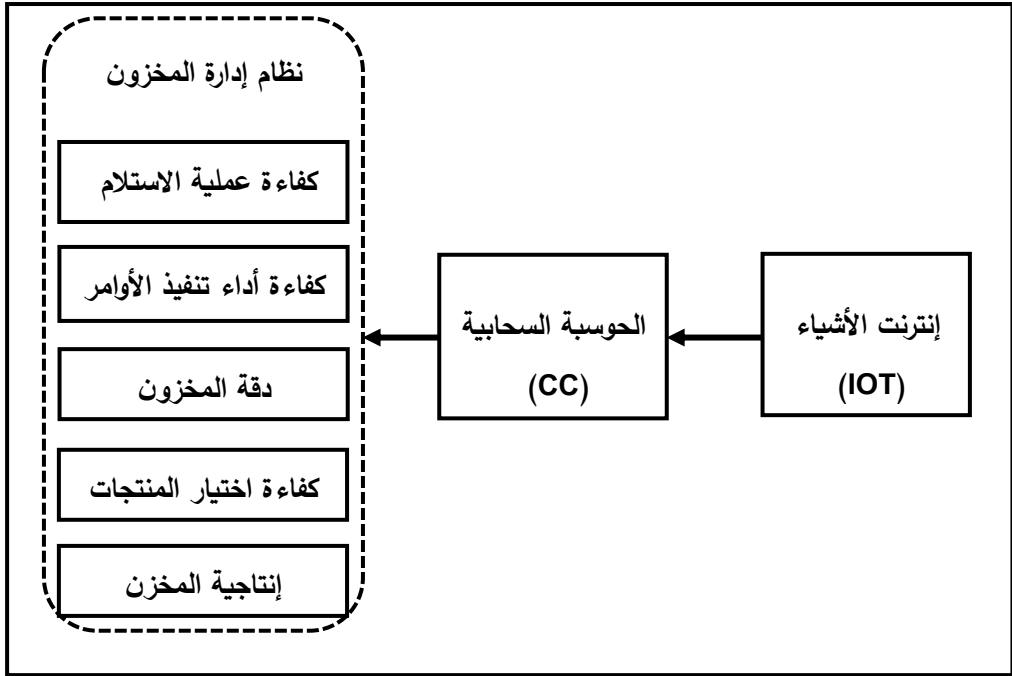 نظام إدارة المخزون
كفاءة عملية الاستلام
كفاءة أداء تنفيذ الأوامر
دقة المخزون
كفاءة اختيار المنتجات
إنتاجية المخزن
الحوسبة السحابية
(CC)
إنترنت الأشياء
(IOT)